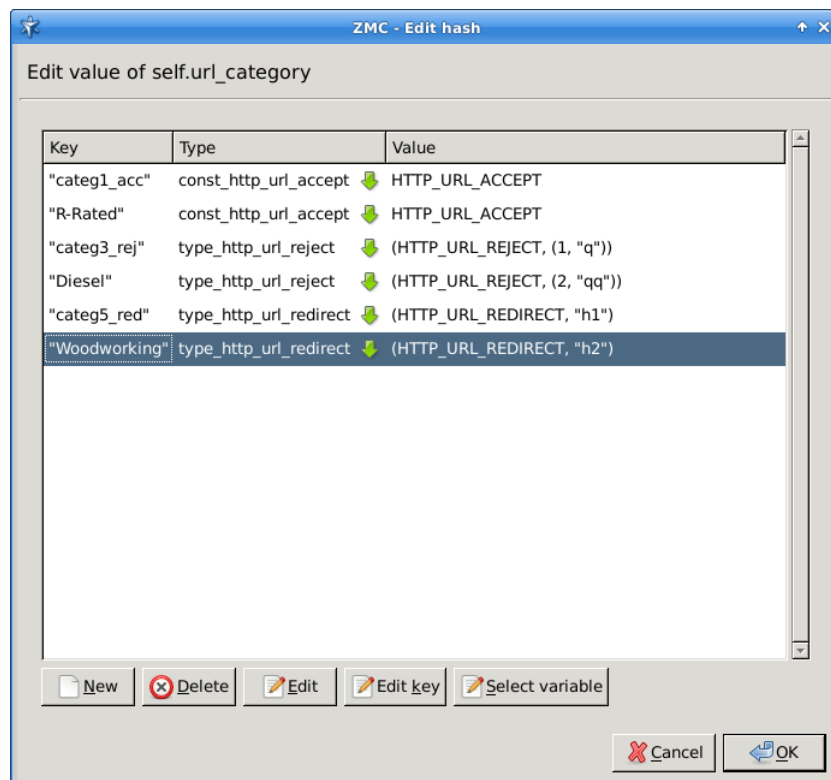 ZMC - Edit hash
Edit value of self.url_category
Key Type Value
"categ1_acc" const_http_url_accept HTTP_URL_ACCEPT
"R-Rated" const_http_url_accept HTTP_URL_ACCEPT
"categ3_rej" type_http_url_reject (HTTP_URL_REJECT, (1, "q"))
"Diesel" type_http_url_reject (HTTP_URL_REJECT, (2, "qq"))
"categ5_red" type_http_url_redirect (HTTP_URL_REDIRECT, "h1")
"Woodworking" type_http_url_redirect (HTTP_URL_REDIRECT, "h2")
New Delete Edit Edit key Select variable
Cancel OK